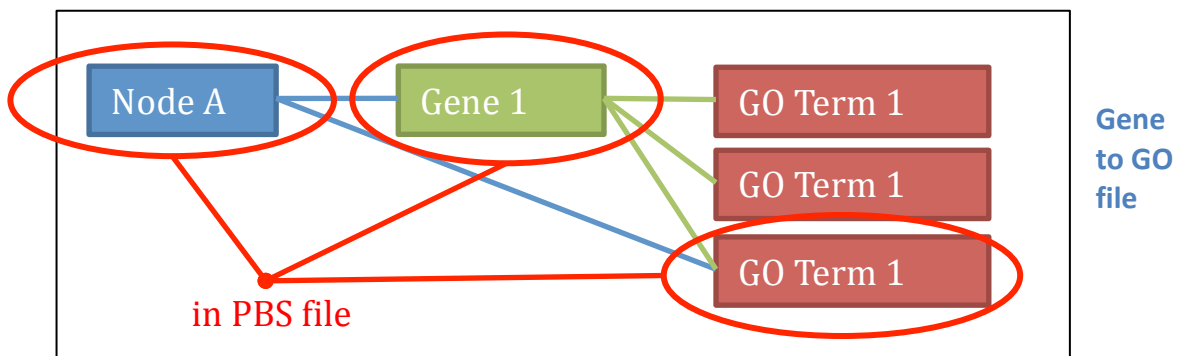 Node A
Gene 1
GO Term 1
GO Term 1
GO Term 1
in PBS file
Gene
to GO
file